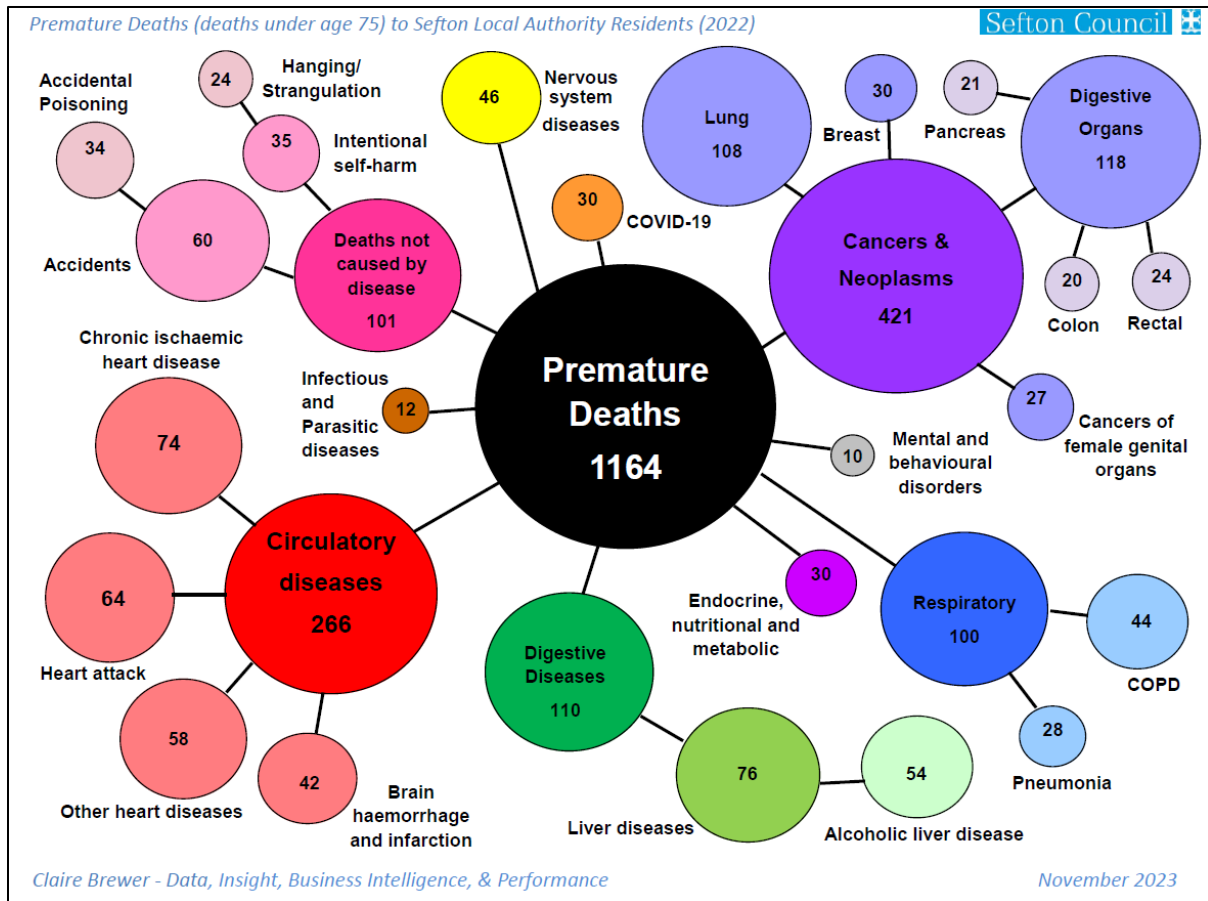 Premature Deaths (deaths under age 75) to Sefton Local Authority Residents (2022)
Sefton Council
Accidental
Poisoning
34
24
Hanging/
Strangulation
35
Intentional
self-harm
60
Accidents
Deaths not
caused by
disease
101
46
Nervous
system
diseases
30
COVID-19
Lung
108
30
Breast
21
Pancreas
Digestive
Organs
118
20
Colon
24
Rectal
Cancers &
Neoplasms
421
27
Cancers of
female genital
organs
Premature
Deaths
1164
Infectious
and
Parasitic
diseases
12
10
Mental and
behavioural
disorders
Chronic ischaemic
heart disease
74
Circulatory
diseases
266
64
Heart attack
58
Other heart diseases
42
Brain
haemorrhage
and infarction
Digestive
Diseases
110
76
Liver diseases
54
Alcoholic liver disease
30
Endocrine,
nutritional and
metabolic
Respiratory
100
44
COPD
28
Pneumonia
Claire Brewer - Data, Insight, Business Intelligence, & Performance
November 2023